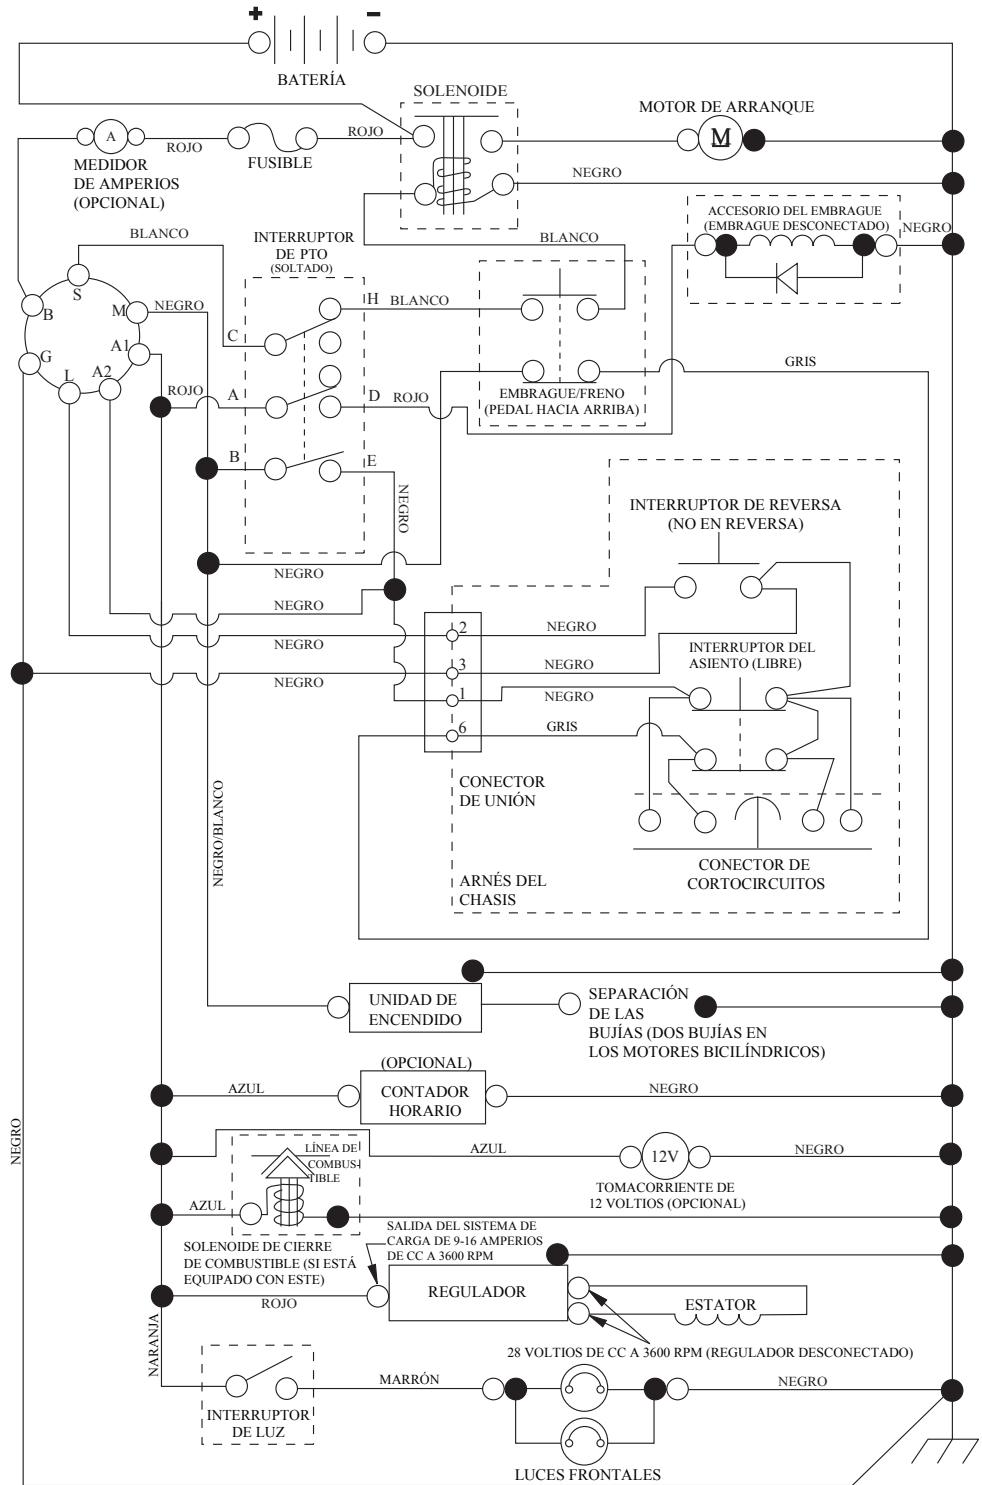 +
−
BATERÍA
SOLENOIDE
MOTOR DE ARRANQUE
M
A
ROJO
FUSIBLE
ROJO
MEDIDOR
DE AMPERIOS
(OPCIONAL)
NEGRO
ACCESORIO DEL EMBRAGUE
(EMBRAGUE DESCONECTADO)
NEGRO
BLANCO
INTERRUPTOR
DE PTO
(SOLTADO)
BLANCO
S
B
M
NEGRO
A1
G
L
A2
H
BLANCO
C
GRIS
ROJO
A
D
ROJO
EMBRAGUE/FRENO
(PEDAL HACIA ARRIBA)
B
E
NEGRO
INTERRUPTOR DE REVERSA
(NO EN REVERSA)
NEGRO
NEGRO
NEGRO
2
NEGRO
INTERRUPTOR DEL
ASIENTO (LIBRE)
NEGRO
3
NEGRO
1
NEGRO
6
GRIS
CONECTOR
DE UNIÓN
NEGRO/BLANCO
CONECTOR DE
CORTOCIRCUITOS
ARNÉS DEL
CHASIS
UNIDAD DE
ENCENDIDO
SEPARACIÓN
DE LAS
BUJÍAS (DOS BUJÍAS EN
LOS MOTORES BICILÍNDRICOS)
(OPCIONAL)
AZUL
CONTADOR
HORARIO
NEGRO
NEGRO
LÍNEA DE
COMBUS-
TIBLE
AZUL
12V
NEGRO
TOMACORRIENTE DE
12 VOLTIOS (OPCIONAL)
AZUL
SOLENOIDE DE CIERRE
DE COMBUSTIBLE (SI ESTÁ
EQUIPADO CON ESTE)
SALIDA DEL SISTEMA DE
CARGA DE 9-16 AMPERIOS
DE CC A 3600 RPM
ROJO
REGULADOR
ESTATOR
28 VOLTIOS DE CC A 3600 RPM (REGULADOR DESCONECTADO)
NARANJA
MARRÓN
NEGRO
INTERRUPTOR
DE LUZ
LUCES FRONTALES